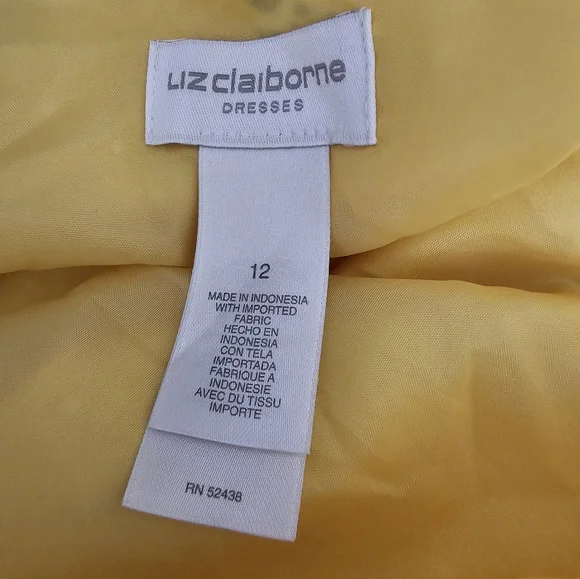 Liz claiborne
DRESSES
12
MADE IN INDONESIA
WITH IMPORTED
FABRIC
HECHO EN
INDONESIA
CON TELA
IMPORTADA
FABRIQUE A
INDONESIE
AVEC DU TISSU
IMPORTE
RN 52438